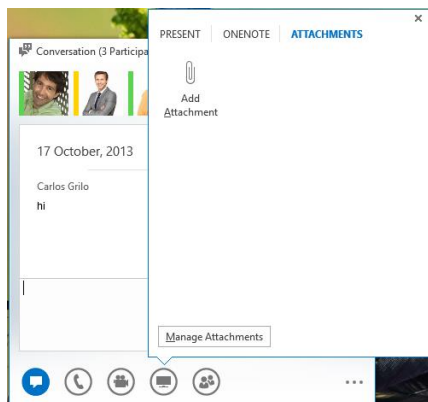 Conversation (3 Participa
17 October, 2013
Carlos Grilo
hi
PRESENT
ONENOTE
ATTACHMENTS
Add
Attachment
Manage Attachments